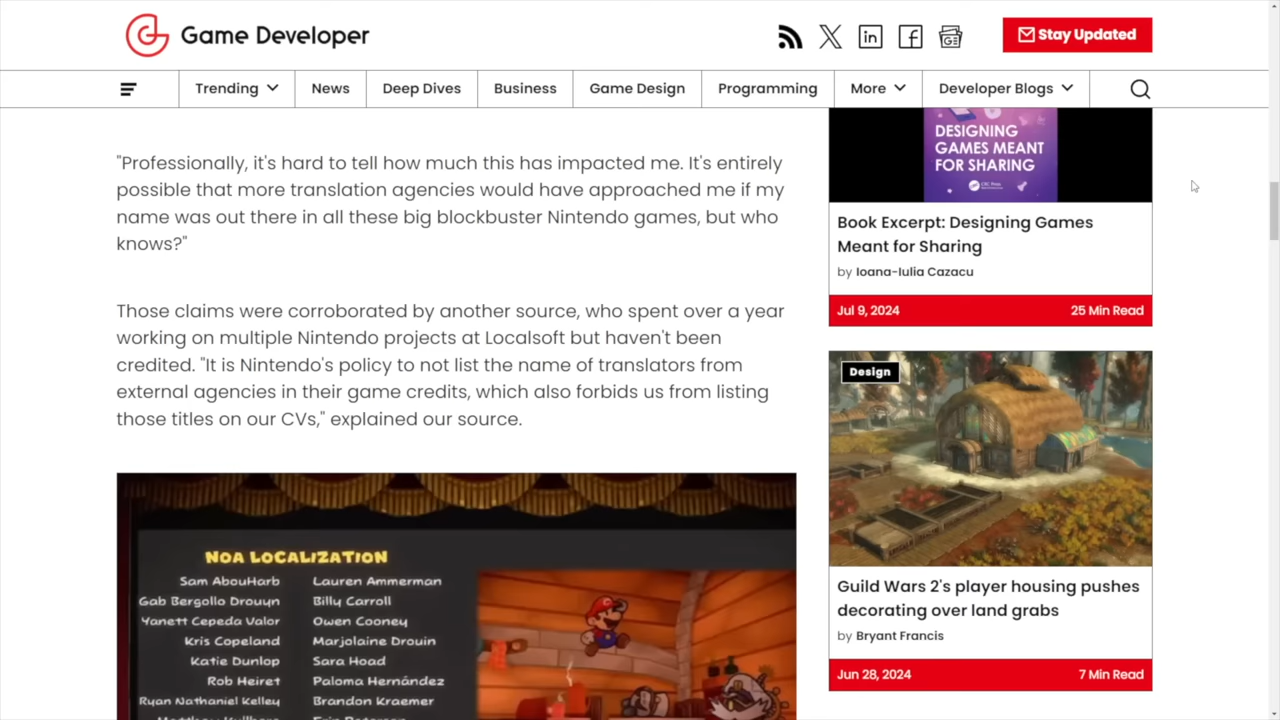 Game Developer
Stay Updated
Trending
News
Deep Dives
Business
Game Design
Programming
More
Developer Blogs
"Professionally, it's hard to tell how much this has impacted me. It's entirely
possible that more translation agencies would have approached me if my
name was out there in all these big blockbuster Nintendo games, but who
knows?"
Those claims were corroborated by another source, who spent over a year
working on multiple Nintendo projects at Localsoft but haven't been
credited. "It is Nintendo's policy to not list the name of translators from
external agencies in their game credits, which also forbids us from listing
those titles on our CVs," explained our source.
NOA LOCALIZATION
Sam AbouHarb Lauren Ammerman
Gab Bergollo Drouyn Billy Carroll
Yanett Cepeda Valor Owen Cooney
Kris Copeland Marjolaine Drouin
Katie Dunlop Sara Hoad
Rob Heiret Paloma Hernández
Ryan Nathaniel Kelley Brandon Kraemer
DESIGNING
GAMES MEANT
FOR SHARING
CRC Press
Book Excerpt: Designing Games
Meant for Sharing
by Ioana-Iulia Cazacu
Jul 9, 2024 25 Min Read
Design
Guild Wars 2's player housing pushes
decorating over land grabs
by Bryant Francis
Jun 28, 2024 7 Min Read